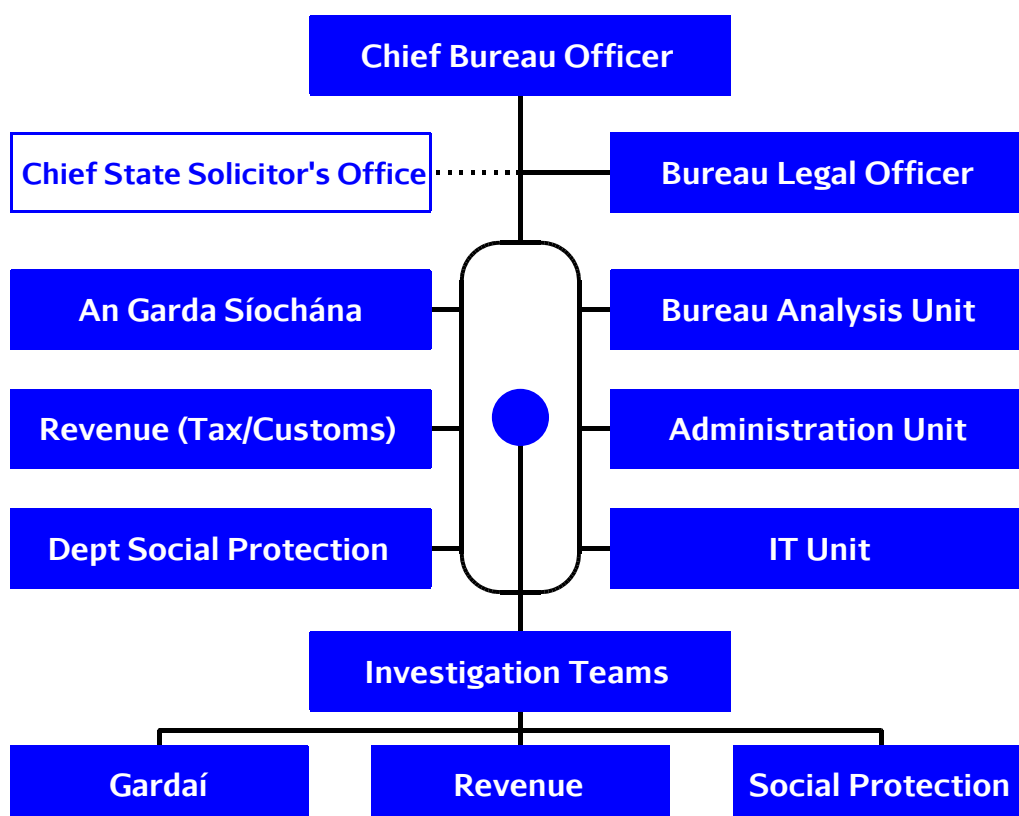 Chief Bureau Officer
Chief State Solicitor's Office
Bureau Legal Officer
An Garda Síochána
Bureau Analysis Unit
Revenue (Tax/Customs)
Administration Unit
Dept Social Protection
IT Unit
Investigation Teams
Gardaí
Revenue
Social Protection